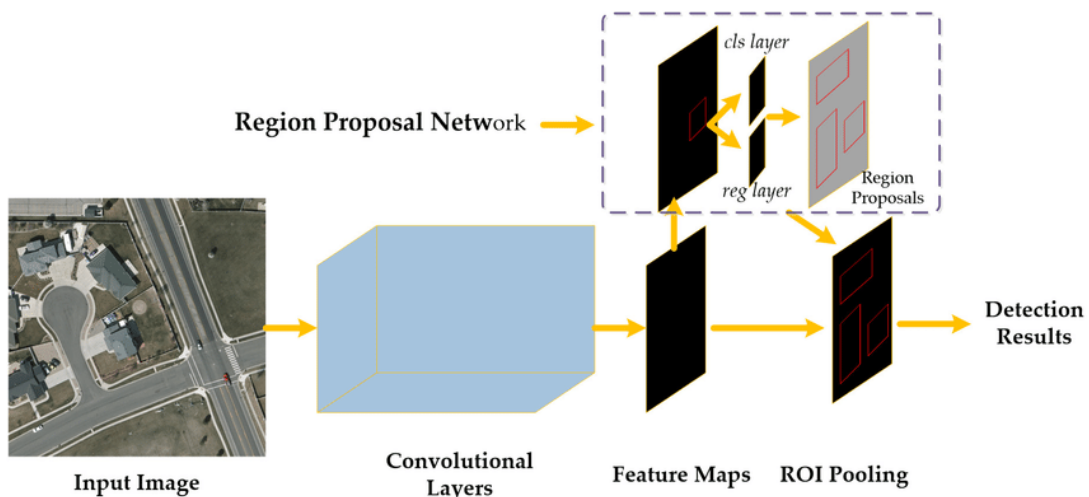 cls layer
Region Proposal Network
reg layer
Region
Proposals
Detection
Results
Input Image
Convolutional
Layers
Feature Maps
ROI Pooling